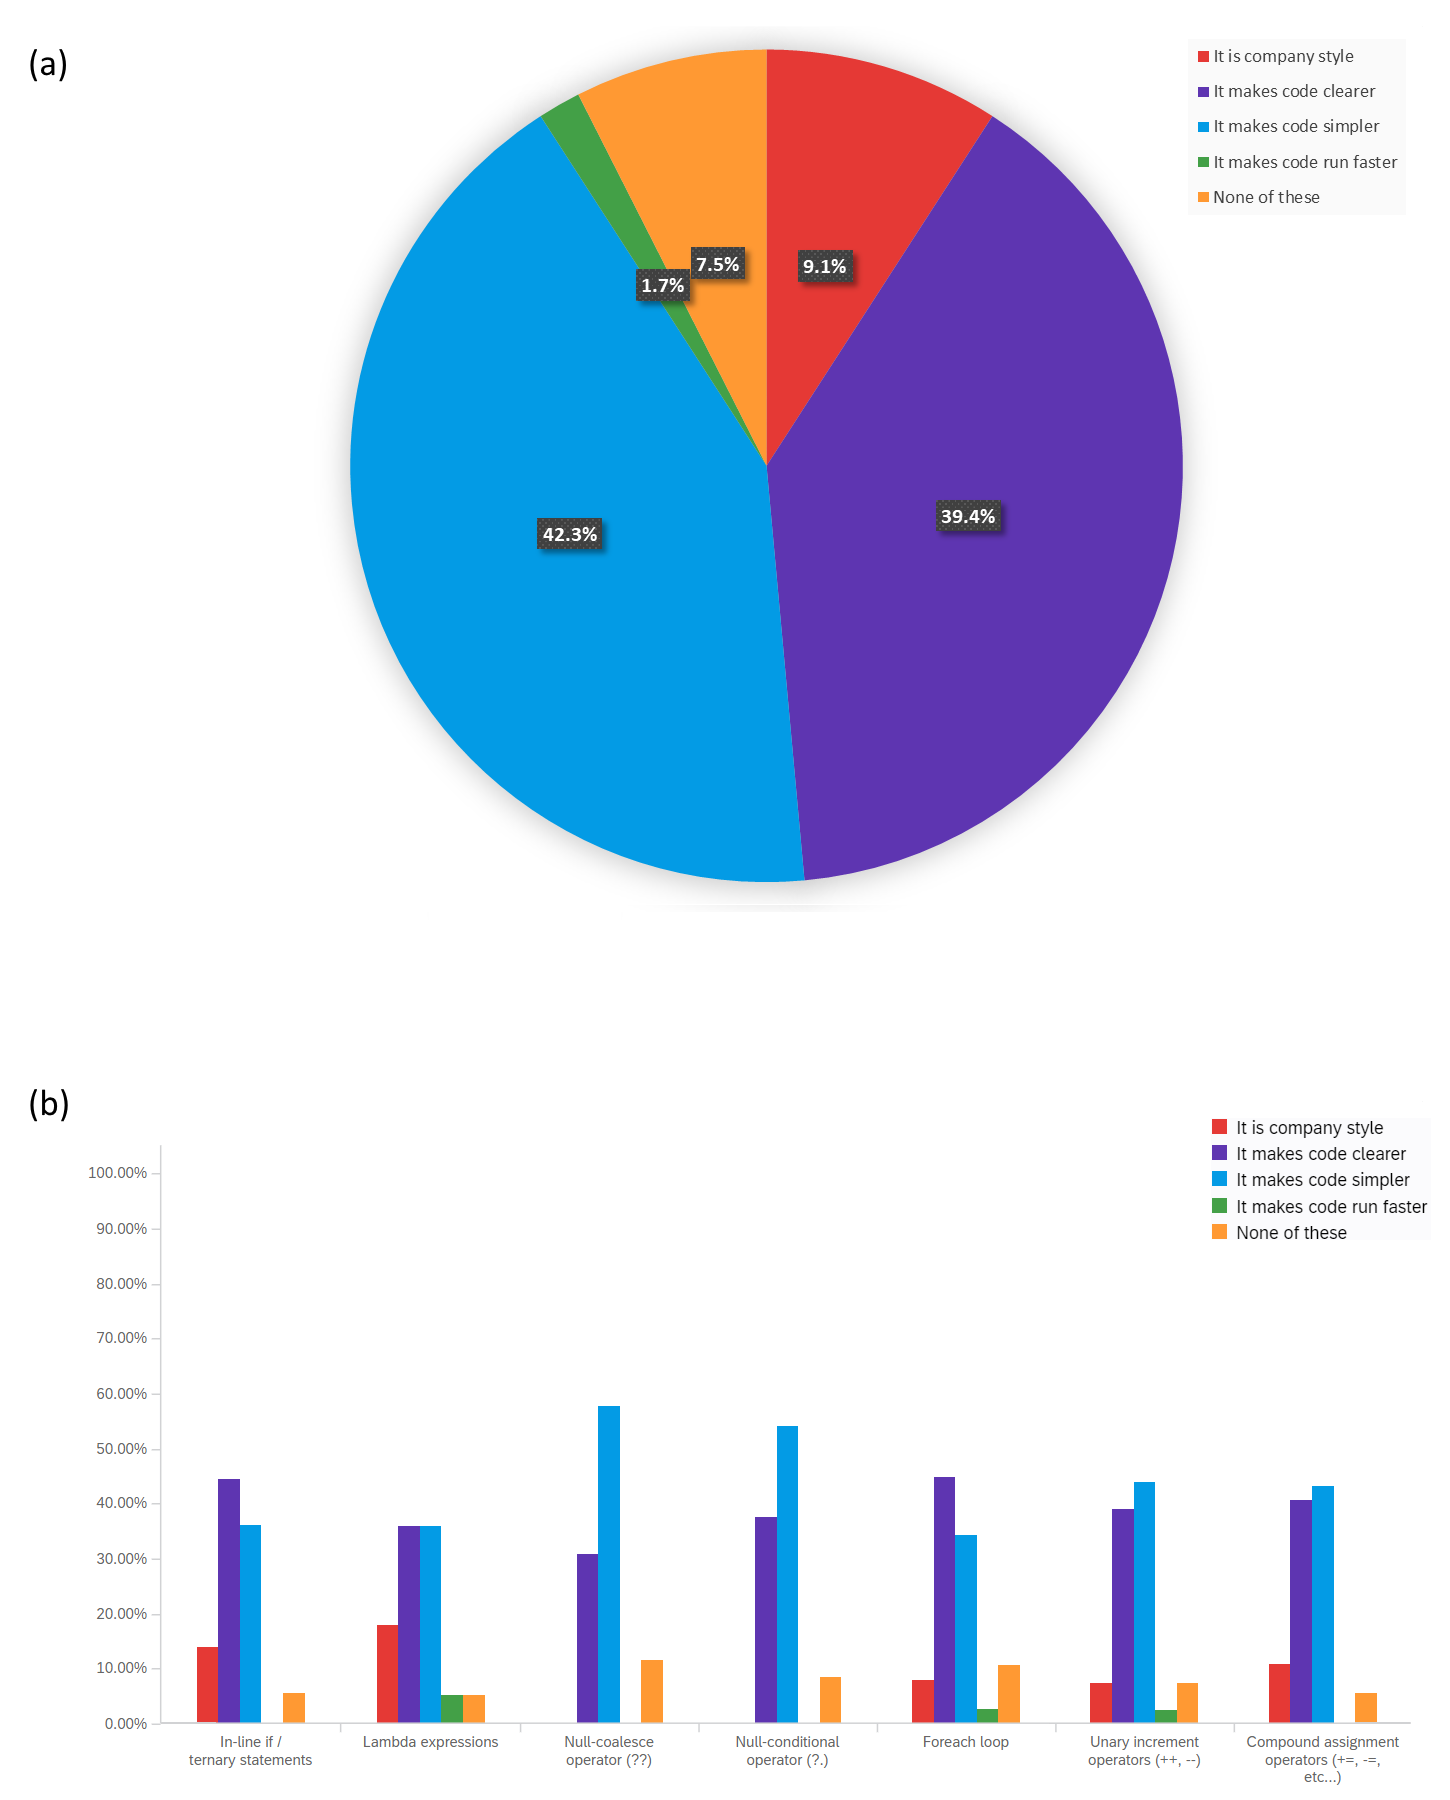 (a)
It is company style
It makes code clearer
It makes code simpler
It makes code run faster
None of these
7.5%
9.1%
1.7%
39.4%
42.3%
(b)
It is company style
It makes code clearer
It makes code simpler
It makes code run faster
None of these
100.00%
90.00%
80.00%
70.00%
60.00%
50.00%
40.00%
30.00%
20.00%
10.00%
0.00%
In-line if /
ternary statements
Lambda expressions
Null-coalesce
operator (??)
Null-conditional
operator (?.)
Foreach loop
Unary increment
operators (++, --)
Compound assignment
operators (+=, -=,
etc...)